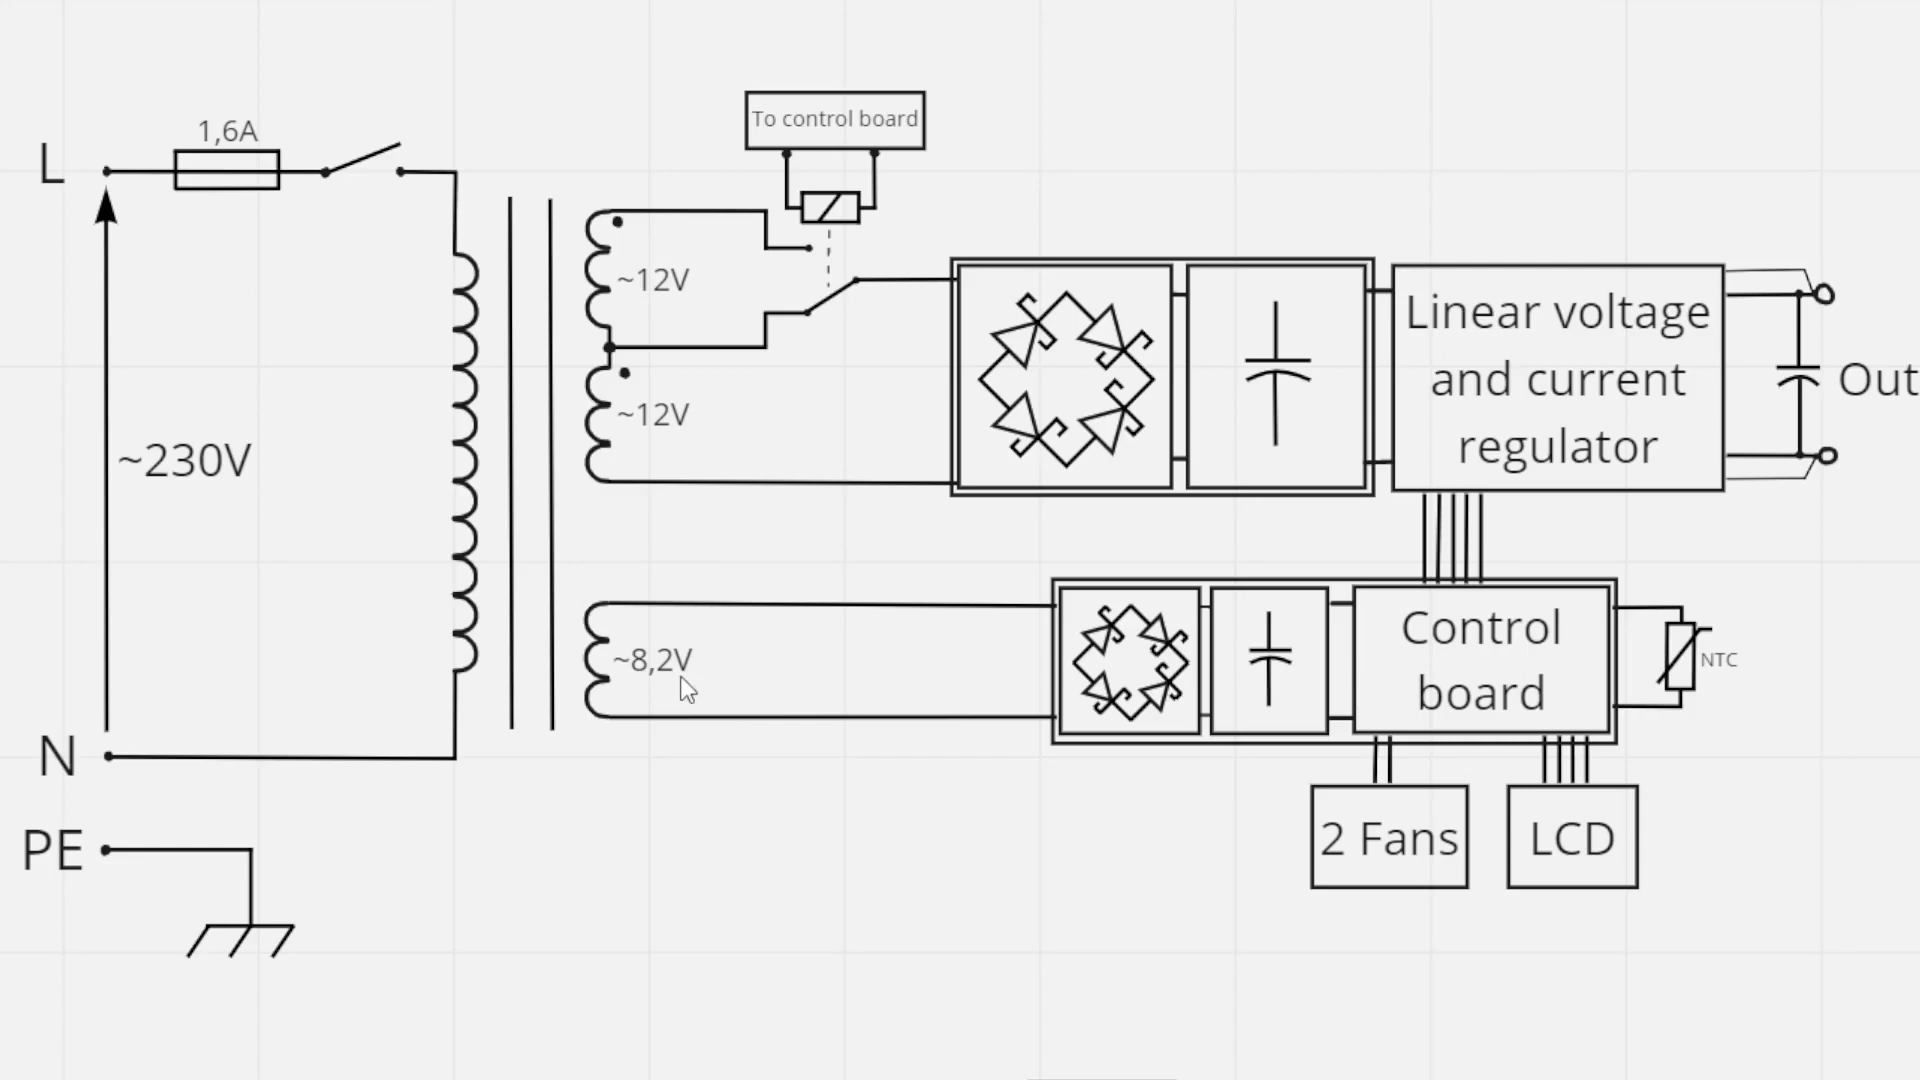 To control board
1,6A
L
~12V
Linear voltage
and current
regulator
Out
~12V
~230V
~8,2V
Control
board
NTC
N
2 Fans
LCD
PE